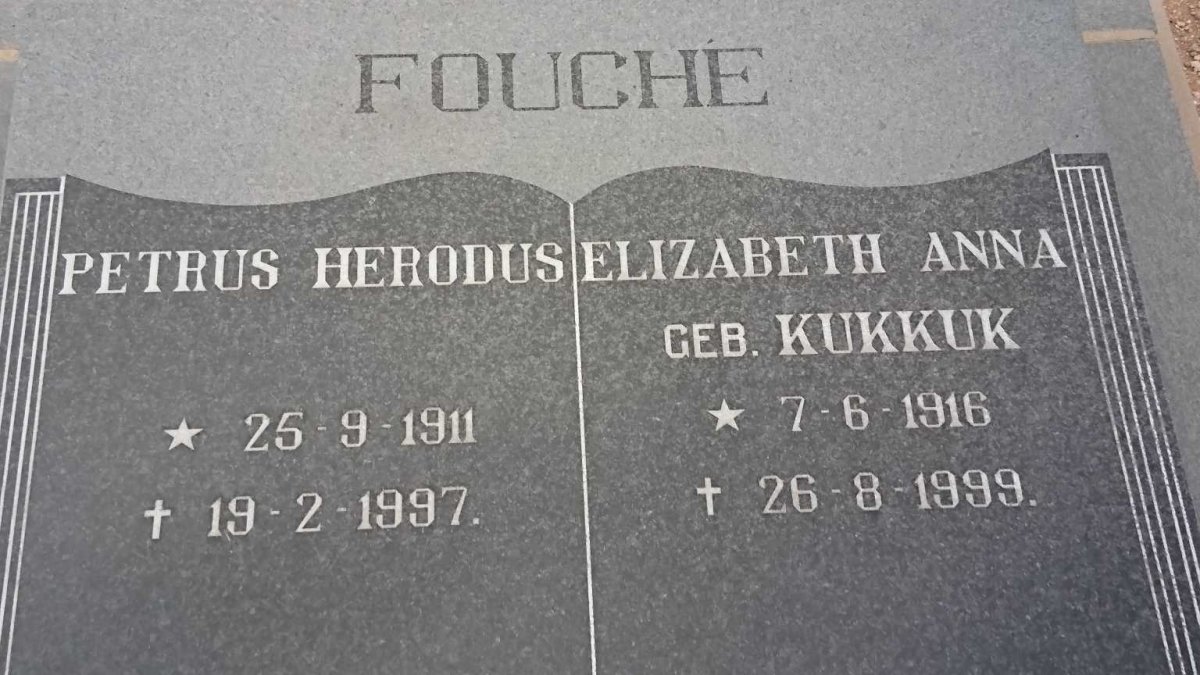 FOUCHÉ
PETRUS HERODUS
★ 25-9-1911
✝ 19-2-1997.
ELIZABETH ANNA
GEB. KUKKUK
★ 7-6-1916
✝ 26-8-1999.